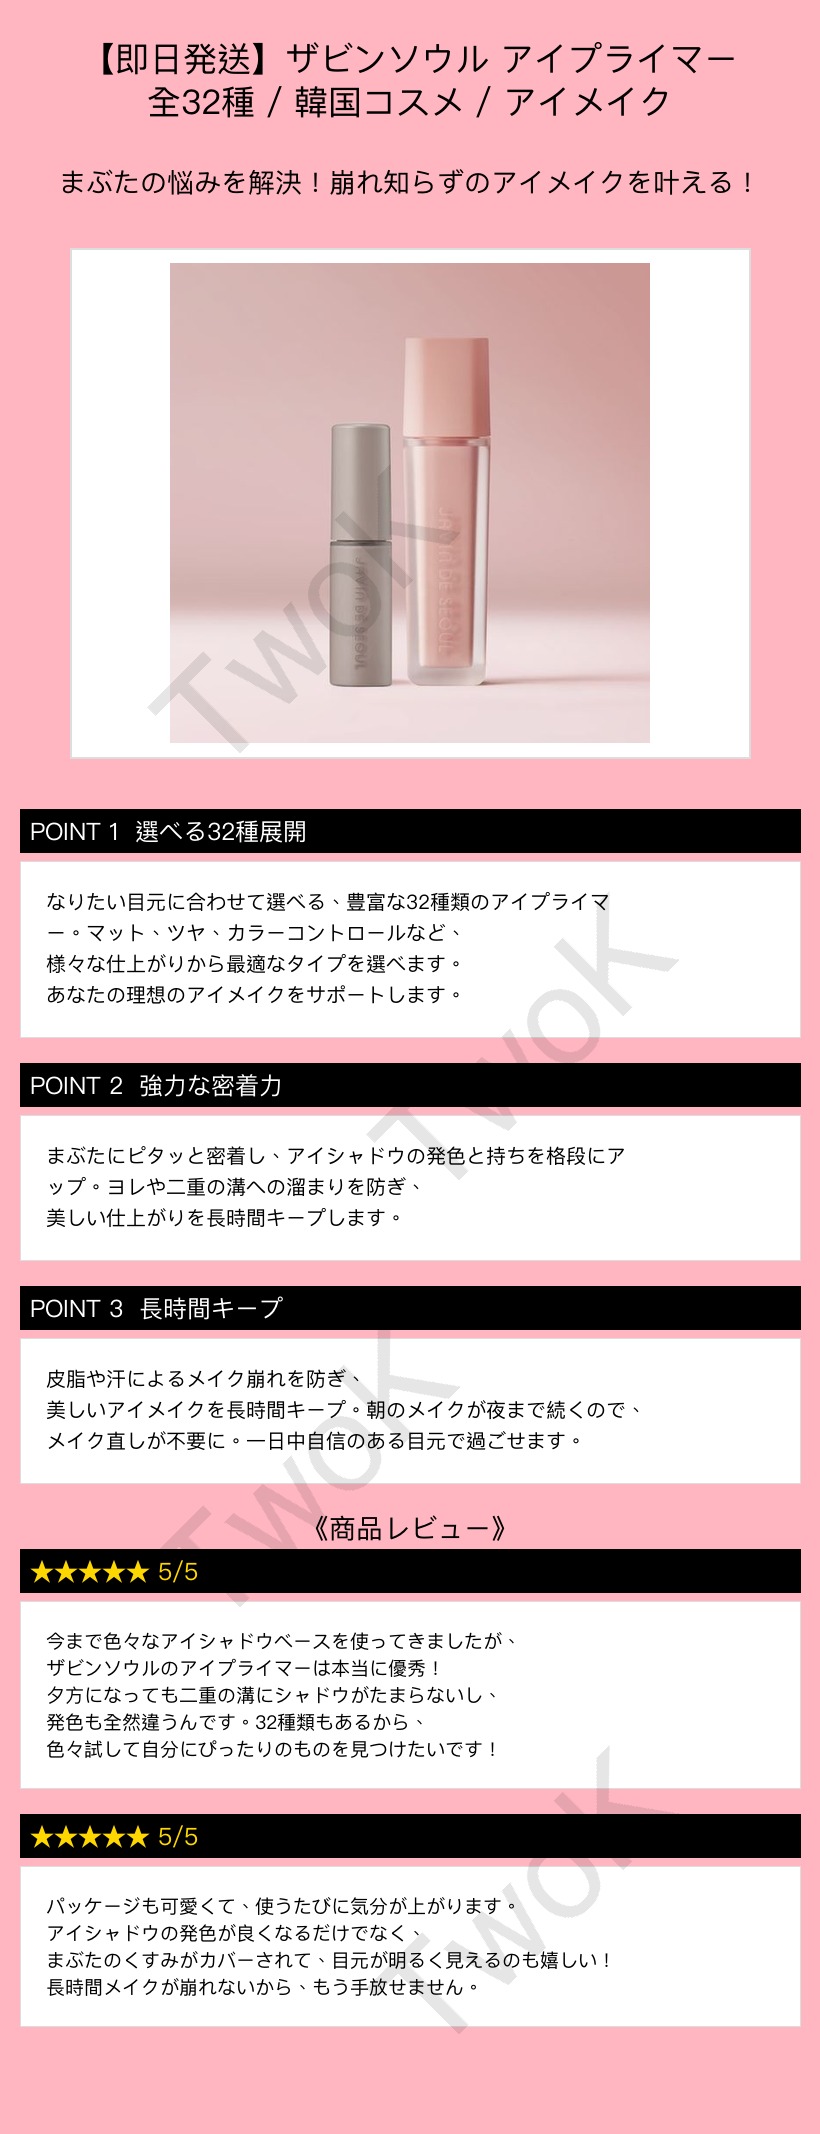 【即日発送】ザビンソウル アイプライマー
全32種 / 韓国コスメ / アイメイク
まぶたの悩みを解決！崩れ知らずのアイメイクを叶える！
JAVIN DE SEOUL
JAVIN DE SEOUL
TwoK
POINT 1 選べる32種展開
なりたい目元に合わせて選べる、豊富な32種類のアイプライマ
ー。マット、ツヤ、カラーコントロールなど、
様々な仕上がりから最適なタイプを選べます。
あなたの理想のアイメイクをサポートします。
TwoK
POINT 2 強力な密着力
まぶたにピタッと密着し、アイシャドウの発色と持ちを格段にア
ップ。ヨレや二重の溝への溜まりを防ぎ、
美しい仕上がりを長時間キープします。
POINT 3 長時間キープ
皮脂や汗によるメイク崩れを防ぎ、
美しいアイメイクを長時間キープ。朝のメイクが夜まで続くので、
メイク直しが不要に。一日中自信のある目元で過ごせます。
TwoK
《商品レビュー》
★★★★★ 5/5
今まで色々なアイシャドウベースを使ってきましたが、
ザビンソウルのアイプライマーは本当に優秀！
夕方になっても二重の溝にシャドウがたまらないし、
発色も全然違うんです。32種類もあるから、
色々試して自分にぴったりのものを見つけたいです！
★★★★★ 5/5
パッケージも可愛くて、使うたびに気分が上がります。
アイシャドウの発色が良くなるだけでなく、
まぶたのくすみがカバーされて、目元が明るく見えるのも嬉しい！
長時間メイクが崩れないから、もう手放せません。
TwoK